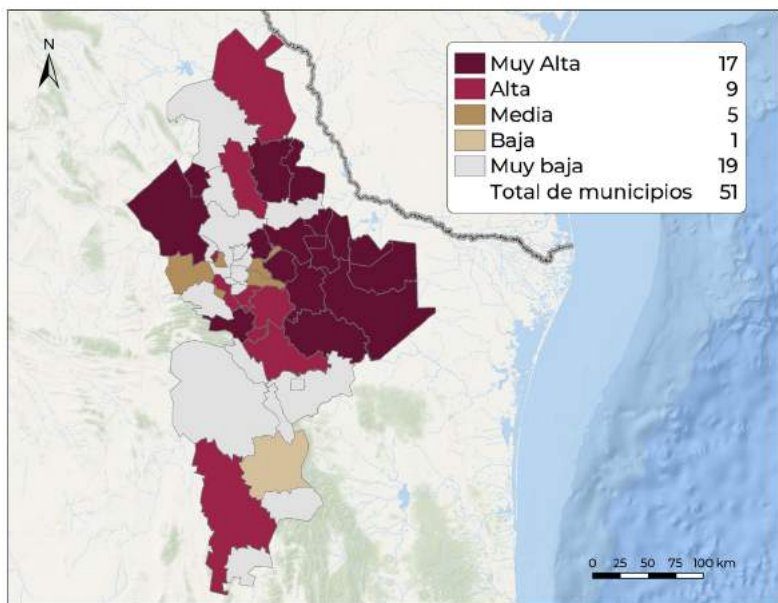 N
Muy Alta 17
Alta 9
Media 5
Baja 1
Muy baja 19
Total de municipios 51
0 25 50 75 100 km